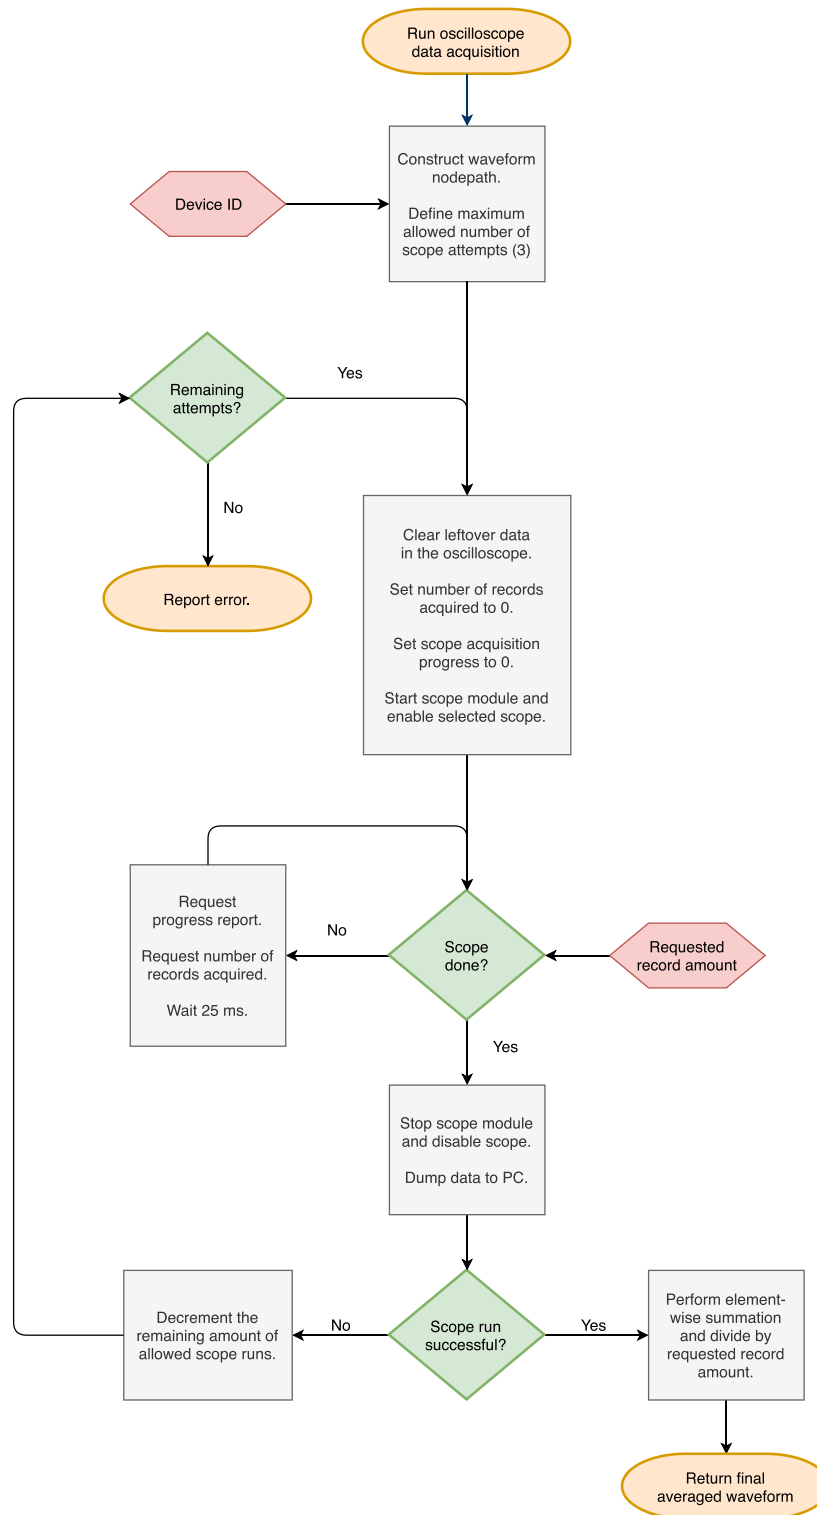 Run oscilloscope
data acquisition
Construct waveform
nodepath.
Define maximum
allowed number of
scope attempts (3)
Device ID
Remaining
attempts?
Yes
No
Report error.
Clear leftover data
in the oscilloscope.
Set number of records
acquired to 0.
Set scope acquisition
progress to 0.
Start scope module and
enable selected scope.
Request
progress report.
Request number of
records acquired.
Wait 25 ms.
No
Scope
done?
Requested
record amount
Yes
Stop scope module
and disable scope.
Dump data to PC.
Decrement the
remaining amount of
allowed scope runs.
No
Scope run
successful?
Yes
Perform element-
wise summation
and divide by
requested record
amount.
Return final
averaged waveform